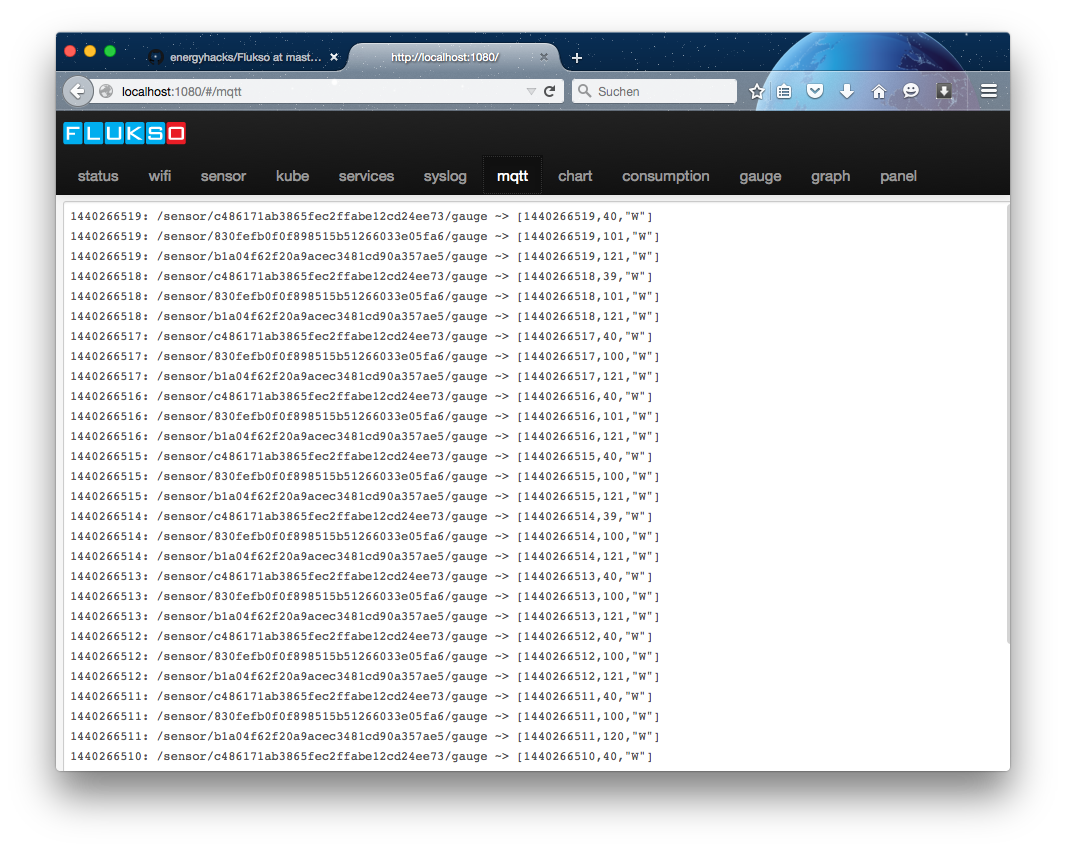 energyhacks/Flukso at mast...
http://localhost:1080/
localhost:1080/#/mqtt
Suchen
FLUKSO
status wifi sensor kube services syslog mqtt chart consumption gauge graph panel
1440266519: /sensor/c486171ab3865fec2ffabe12cd24ee73/gauge ~> [1440266519,40,"W"]
1440266519: /sensor/830fefb0f0f898515b51266033e05fa6/gauge ~> [1440266519,101,"W"]
1440266519: /sensor/b1a04f62f20a9acec3481cd90a357ae5/gauge ~> [1440266519,121,"W"]
1440266518: /sensor/c486171ab3865fec2ffabe12cd24ee73/gauge ~> [1440266518,39,"W"]
1440266518: /sensor/830fefb0f0f898515b51266033e05fa6/gauge ~> [1440266518,101,"W"]
1440266518: /sensor/b1a04f62f20a9acec3481cd90a357ae5/gauge ~> [1440266518,121,"W"]
1440266517: /sensor/c486171ab3865fec2ffabe12cd24ee73/gauge ~> [1440266517,40,"W"]
1440266517: /sensor/830fefb0f0f898515b51266033e05fa6/gauge ~> [1440266517,100,"W"]
1440266517: /sensor/b1a04f62f20a9acec3481cd90a357ae5/gauge ~> [1440266517,121,"W"]
1440266516: /sensor/c486171ab3865fec2ffabe12cd24ee73/gauge ~> [1440266516,40,"W"]
1440266516: /sensor/830fefb0f0f898515b51266033e05fa6/gauge ~> [1440266516,101,"W"]
1440266516: /sensor/b1a04f62f20a9acec3481cd90a357ae5/gauge ~> [1440266516,121,"W"]
1440266515: /sensor/c486171ab3865fec2ffabe12cd24ee73/gauge ~> [1440266515,40,"W"]
1440266515: /sensor/830fefb0f0f898515b51266033e05fa6/gauge ~> [1440266515,100,"W"]
1440266515: /sensor/b1a04f62f20a9acec3481cd90a357ae5/gauge ~> [1440266515,121,"W"]
1440266514: /sensor/c486171ab3865fec2ffabe12cd24ee73/gauge ~> [1440266514,39,"W"]
1440266514: /sensor/830fefb0f0f898515b51266033e05fa6/gauge ~> [1440266514,100,"W"]
1440266514: /sensor/b1a04f62f20a9acec3481cd90a357ae5/gauge ~> [1440266514,121,"W"]
1440266513: /sensor/c486171ab3865fec2ffabe12cd24ee73/gauge ~> [1440266513,40,"W"]
1440266513: /sensor/830fefb0f0f898515b51266033e05fa6/gauge ~> [1440266513,100,"W"]
1440266513: /sensor/b1a04f62f20a9acec3481cd90a357ae5/gauge ~> [1440266513,121,"W"]
1440266512: /sensor/c486171ab3865fec2ffabe12cd24ee73/gauge ~> [1440266512,40,"W"]
1440266512: /sensor/830fefb0f0f898515b51266033e05fa6/gauge ~> [1440266512,100,"W"]
1440266512: /sensor/b1a04f62f20a9acec3481cd90a357ae5/gauge ~> [1440266512,121,"W"]
1440266511: /sensor/c486171ab3865fec2ffabe12cd24ee73/gauge ~> [1440266511,40,"W"]
1440266511: /sensor/830fefb0f0f898515b51266033e05fa6/gauge ~> [1440266511,100,"W"]
1440266511: /sensor/b1a04f62f20a9acec3481cd90a357ae5/gauge ~> [1440266511,120,"W"]
1440266510: /sensor/c486171ab3865fec2ffabe12cd24ee73/gauge ~> [1440266510,40,"W"]